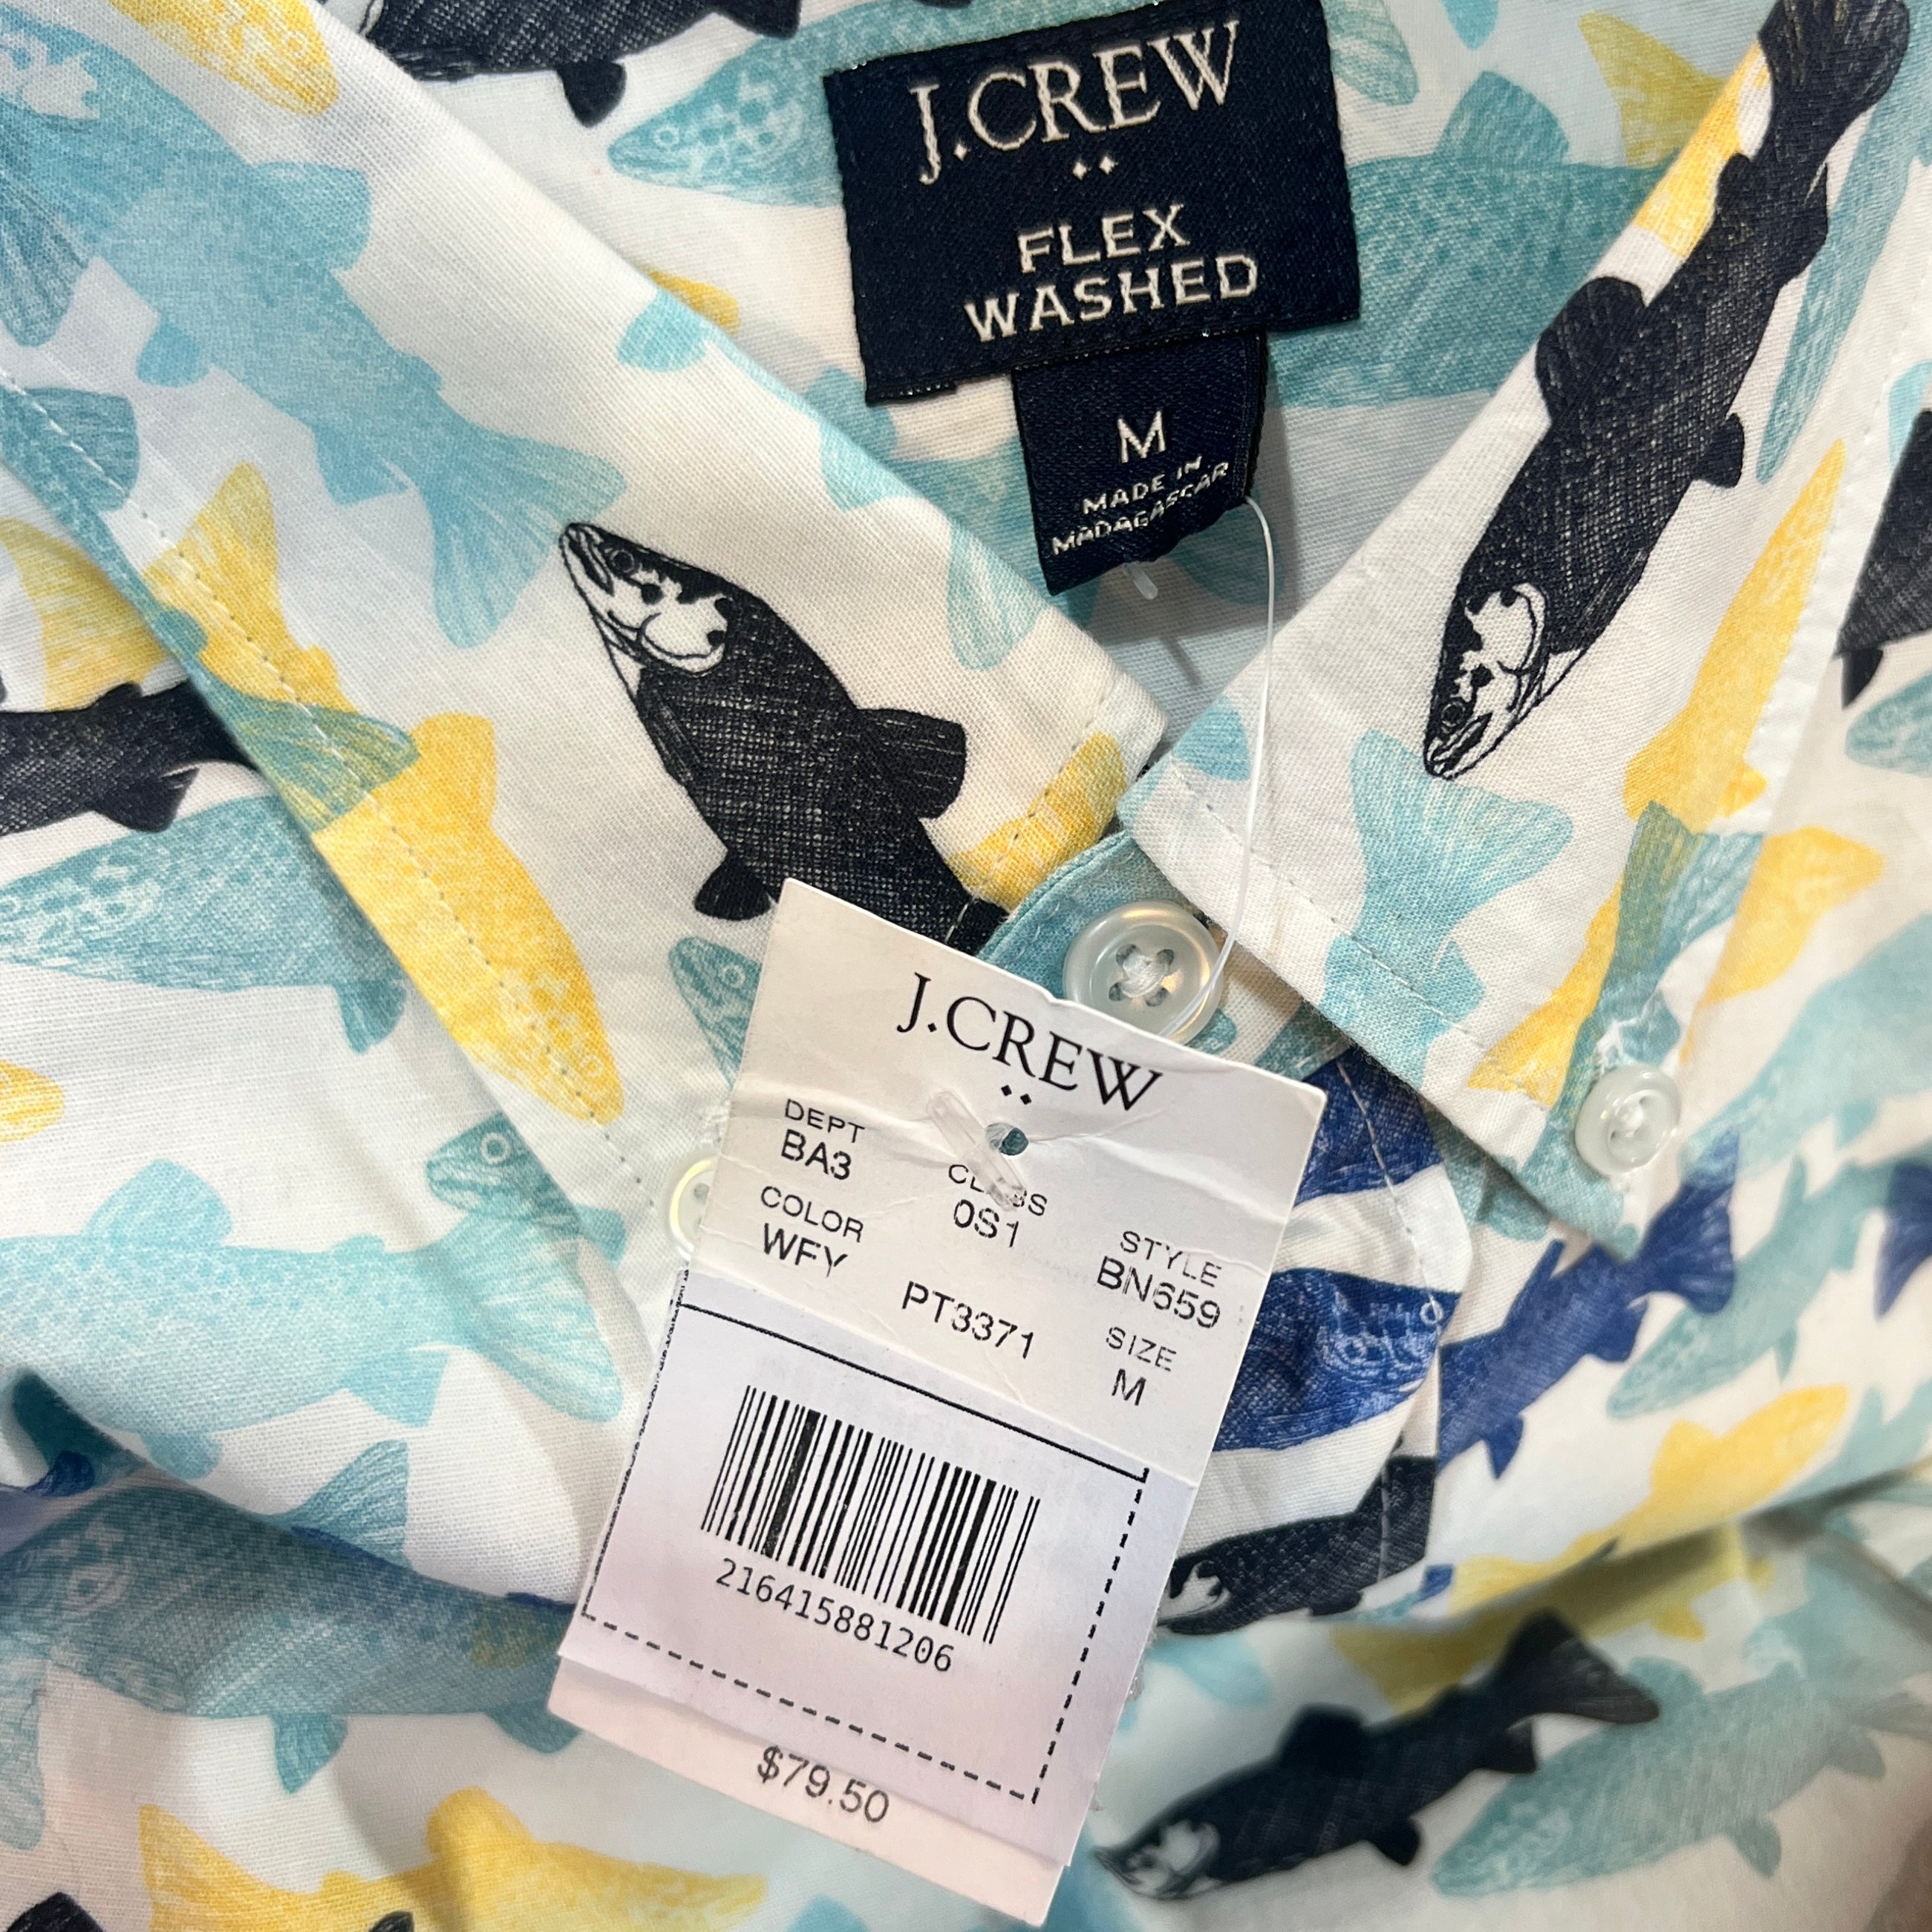 J.CREW
FLEX
WASHED
M
MADE IN
MADAGASCAR
J.CREW
DEPT CLASS STYLE
BA3 0S1 BN659
COLOR SIZE
WFY PT3371 M
216415881206
$79.50